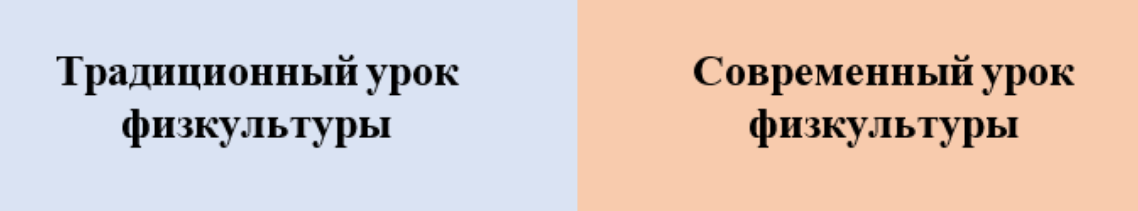 Традиционный урок
физкультуры
Современный урок
физкультуры